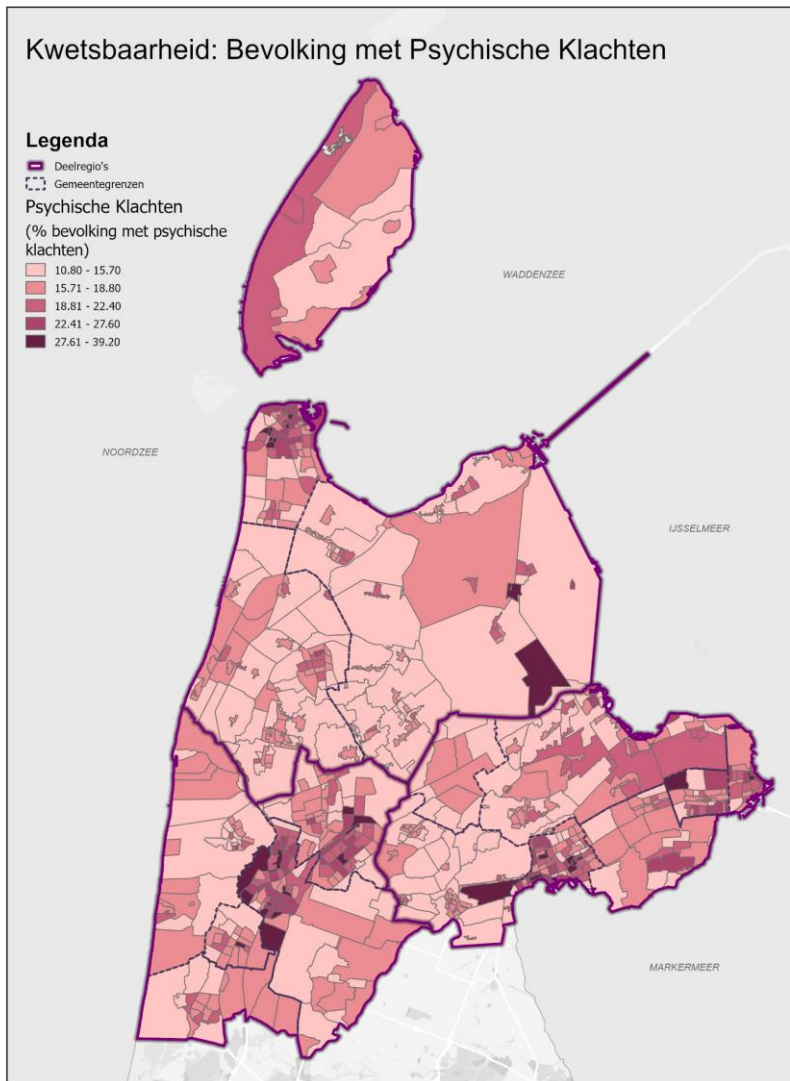 Kwetsbaarheid: Bevolking met Psychische Klachten
Legenda
Deelregio's
Gemeentegrenzen
Psychische Klachten
(% bevolking met psychische
klachten)
10.80 - 15.70
15.71 - 18.80
18.81 - 22.40
22.41 - 27.60
27.61 - 39.20
WADDENZEE
NOORDZEE
IJSSELMEER
MARKERMEER